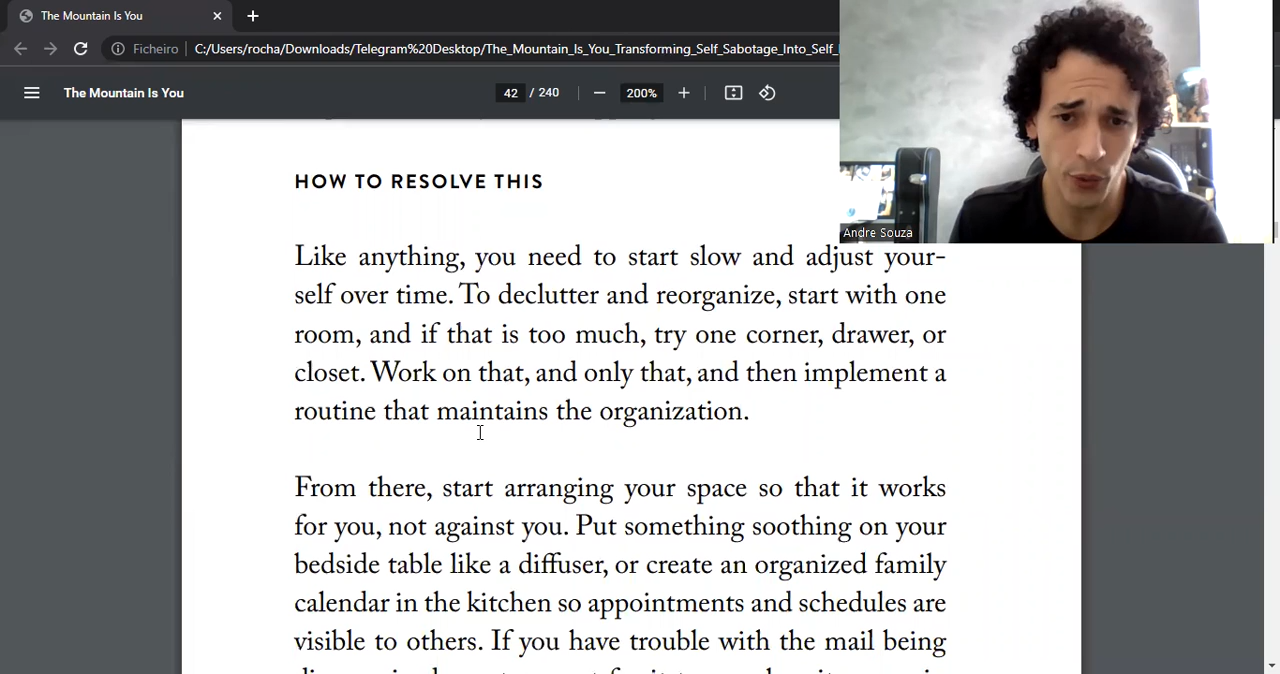 The Mountain Is You
Ficheiro
C:/Users/rocha/Downloads/Telegram%20Desktop/The_Mountain_Is_You_Transforming_Self_Sabotage_Into_Self_
The Mountain Is You
42 / 240
200%
Andre Souza
HOW TO RESOLVE THIS
Like anything, you need to start slow and adjust your-
self over time. To declutter and reorganize, start with one
room, and if that is too much, try one corner, drawer, or
closet. Work on that, and only that, and then implement a
routine that maintains the organization.
From there, start arranging your space so that it works
for you, not against you. Put something soothing on your
bedside table like a diffuser, or create an organized family
calendar in the kitchen so appointments and schedules are
visible to others. If you have trouble with the mail being